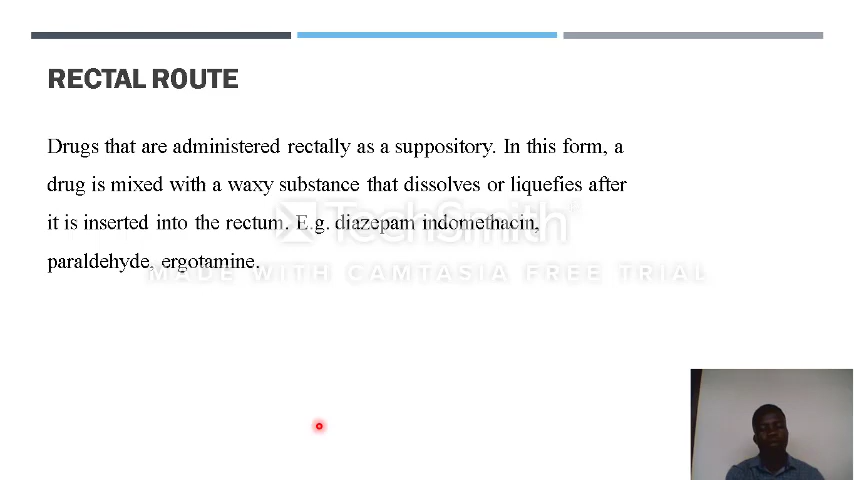 RECTAL ROUTE
Drugs that are administered rectally as a suppository. In this form, a
drug is mixed with a waxy substance that dissolves or liquefies after
it is inserted into the rectum. E.g. diazepam indomethacin,
paraldehyde, ergotamine.
TechSmith
MADE WITH CAMTASIA FREE TRIAL